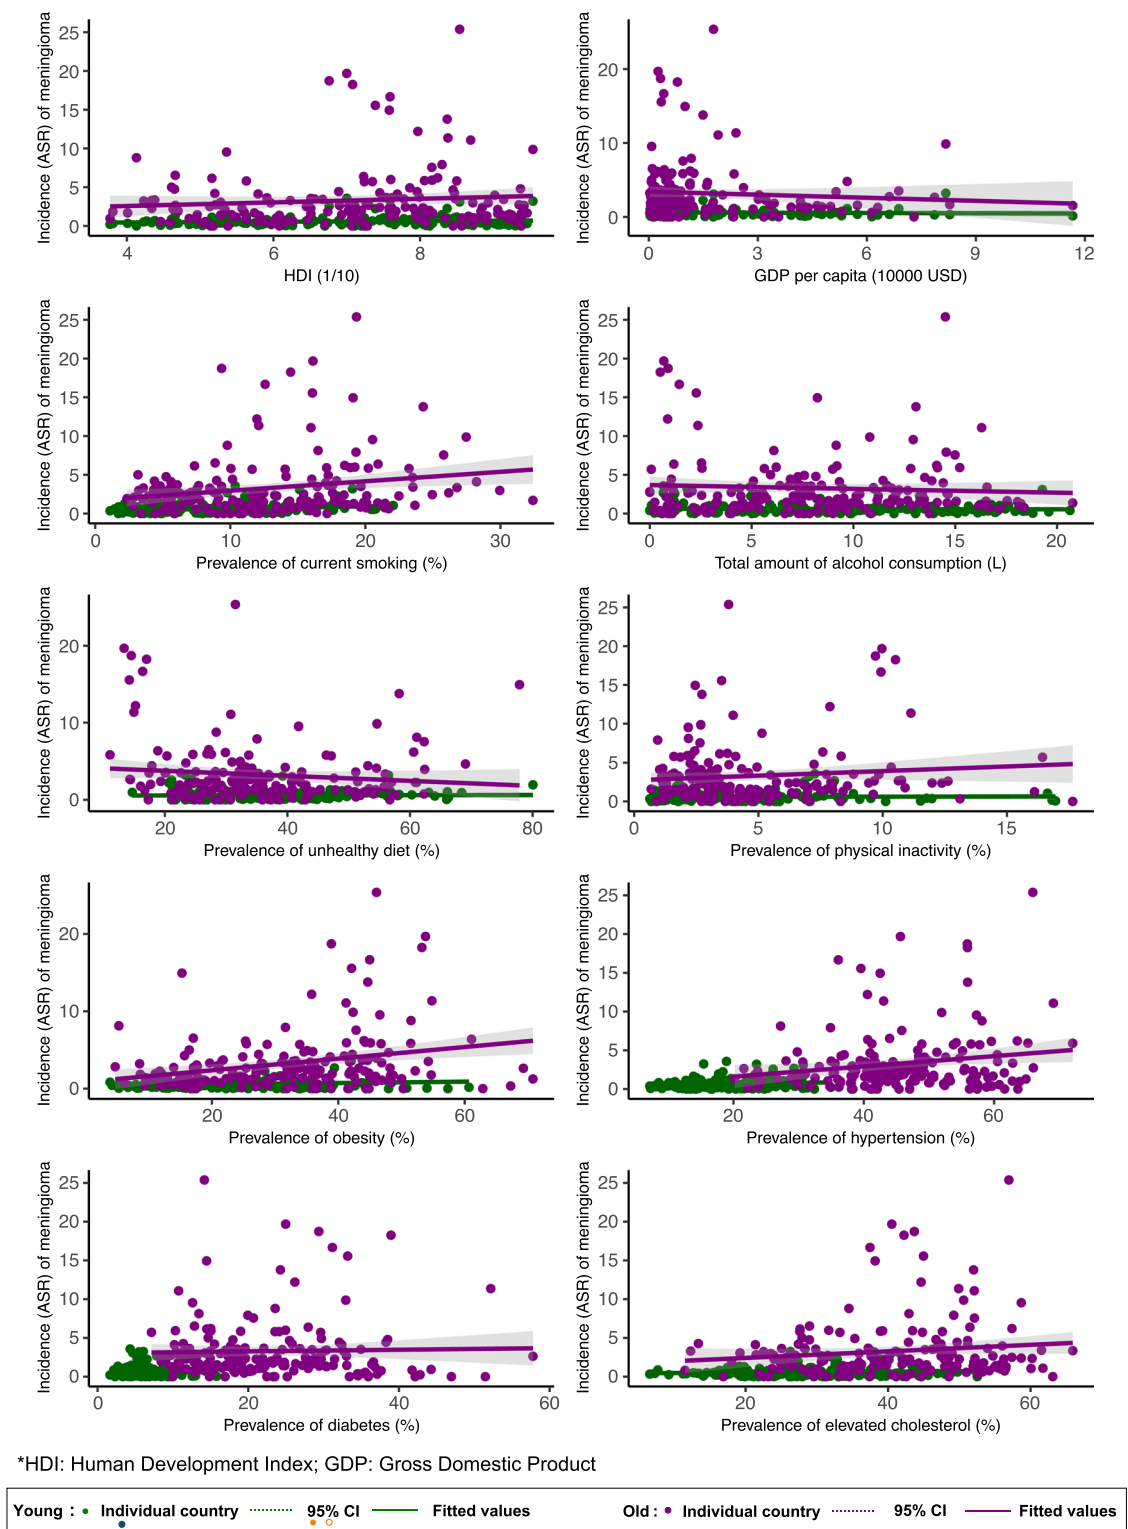 Incidence (ASR) of meningioma
25
20
15
10
5
0
4 6 8
HDI (1/10)
Incidence (ASR) of meningioma
20
10
0
0 3 6 9 12
GDP per capita (10000 USD)
Incidence (ASR) of meningioma
25
20
15
10
5
0
0 10 20 30
Prevalence of current smoking (%)
Incidence (ASR) of meningioma
25
20
15
10
5
0
0 5 10 15 20
Total amount of alcohol consumption (L)
Incidence (ASR) of meningioma
20
10
0
20 40 60 80
Prevalence of unhealthy diet (%)
Incidence (ASR) of meningioma
25
20
15
10
5
0
0 5 10 15
Prevalence of physical inactivity (%)
Incidence (ASR) of meningioma
20
10
0
20 40 60
Prevalence of obesity (%)
Incidence (ASR) of meningioma
25
20
15
10
5
0
20 40 60
Prevalence of hypertension (%)
Incidence (ASR) of meningioma
25
20
15
10
5
0
0 20 40 60
Prevalence of diabetes (%)
Incidence (ASR) of meningioma
25
20
15
10
5
0
20 40 60
Prevalence of elevated cholesterol (%)
*HDI: Human Development Index; GDP: Gross Domestic Product
Young : Individual country 95% CI Fitted values Old : Individual country 95% CI Fitted values